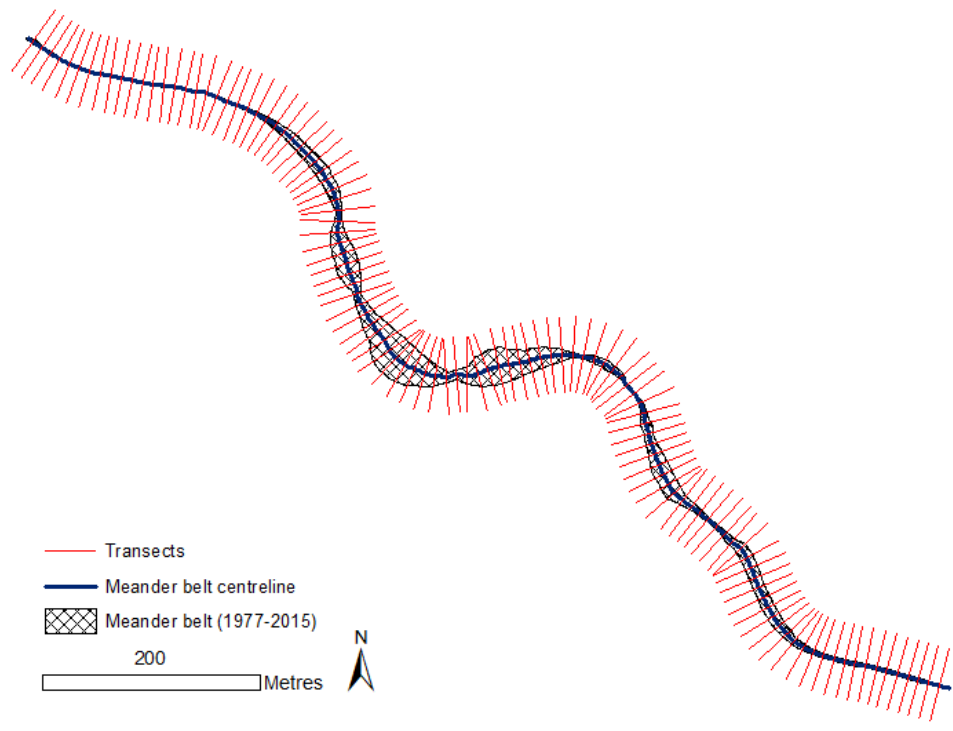 Transects
Meander belt centreline
Meander belt (1977-2015)
N
200
Metres